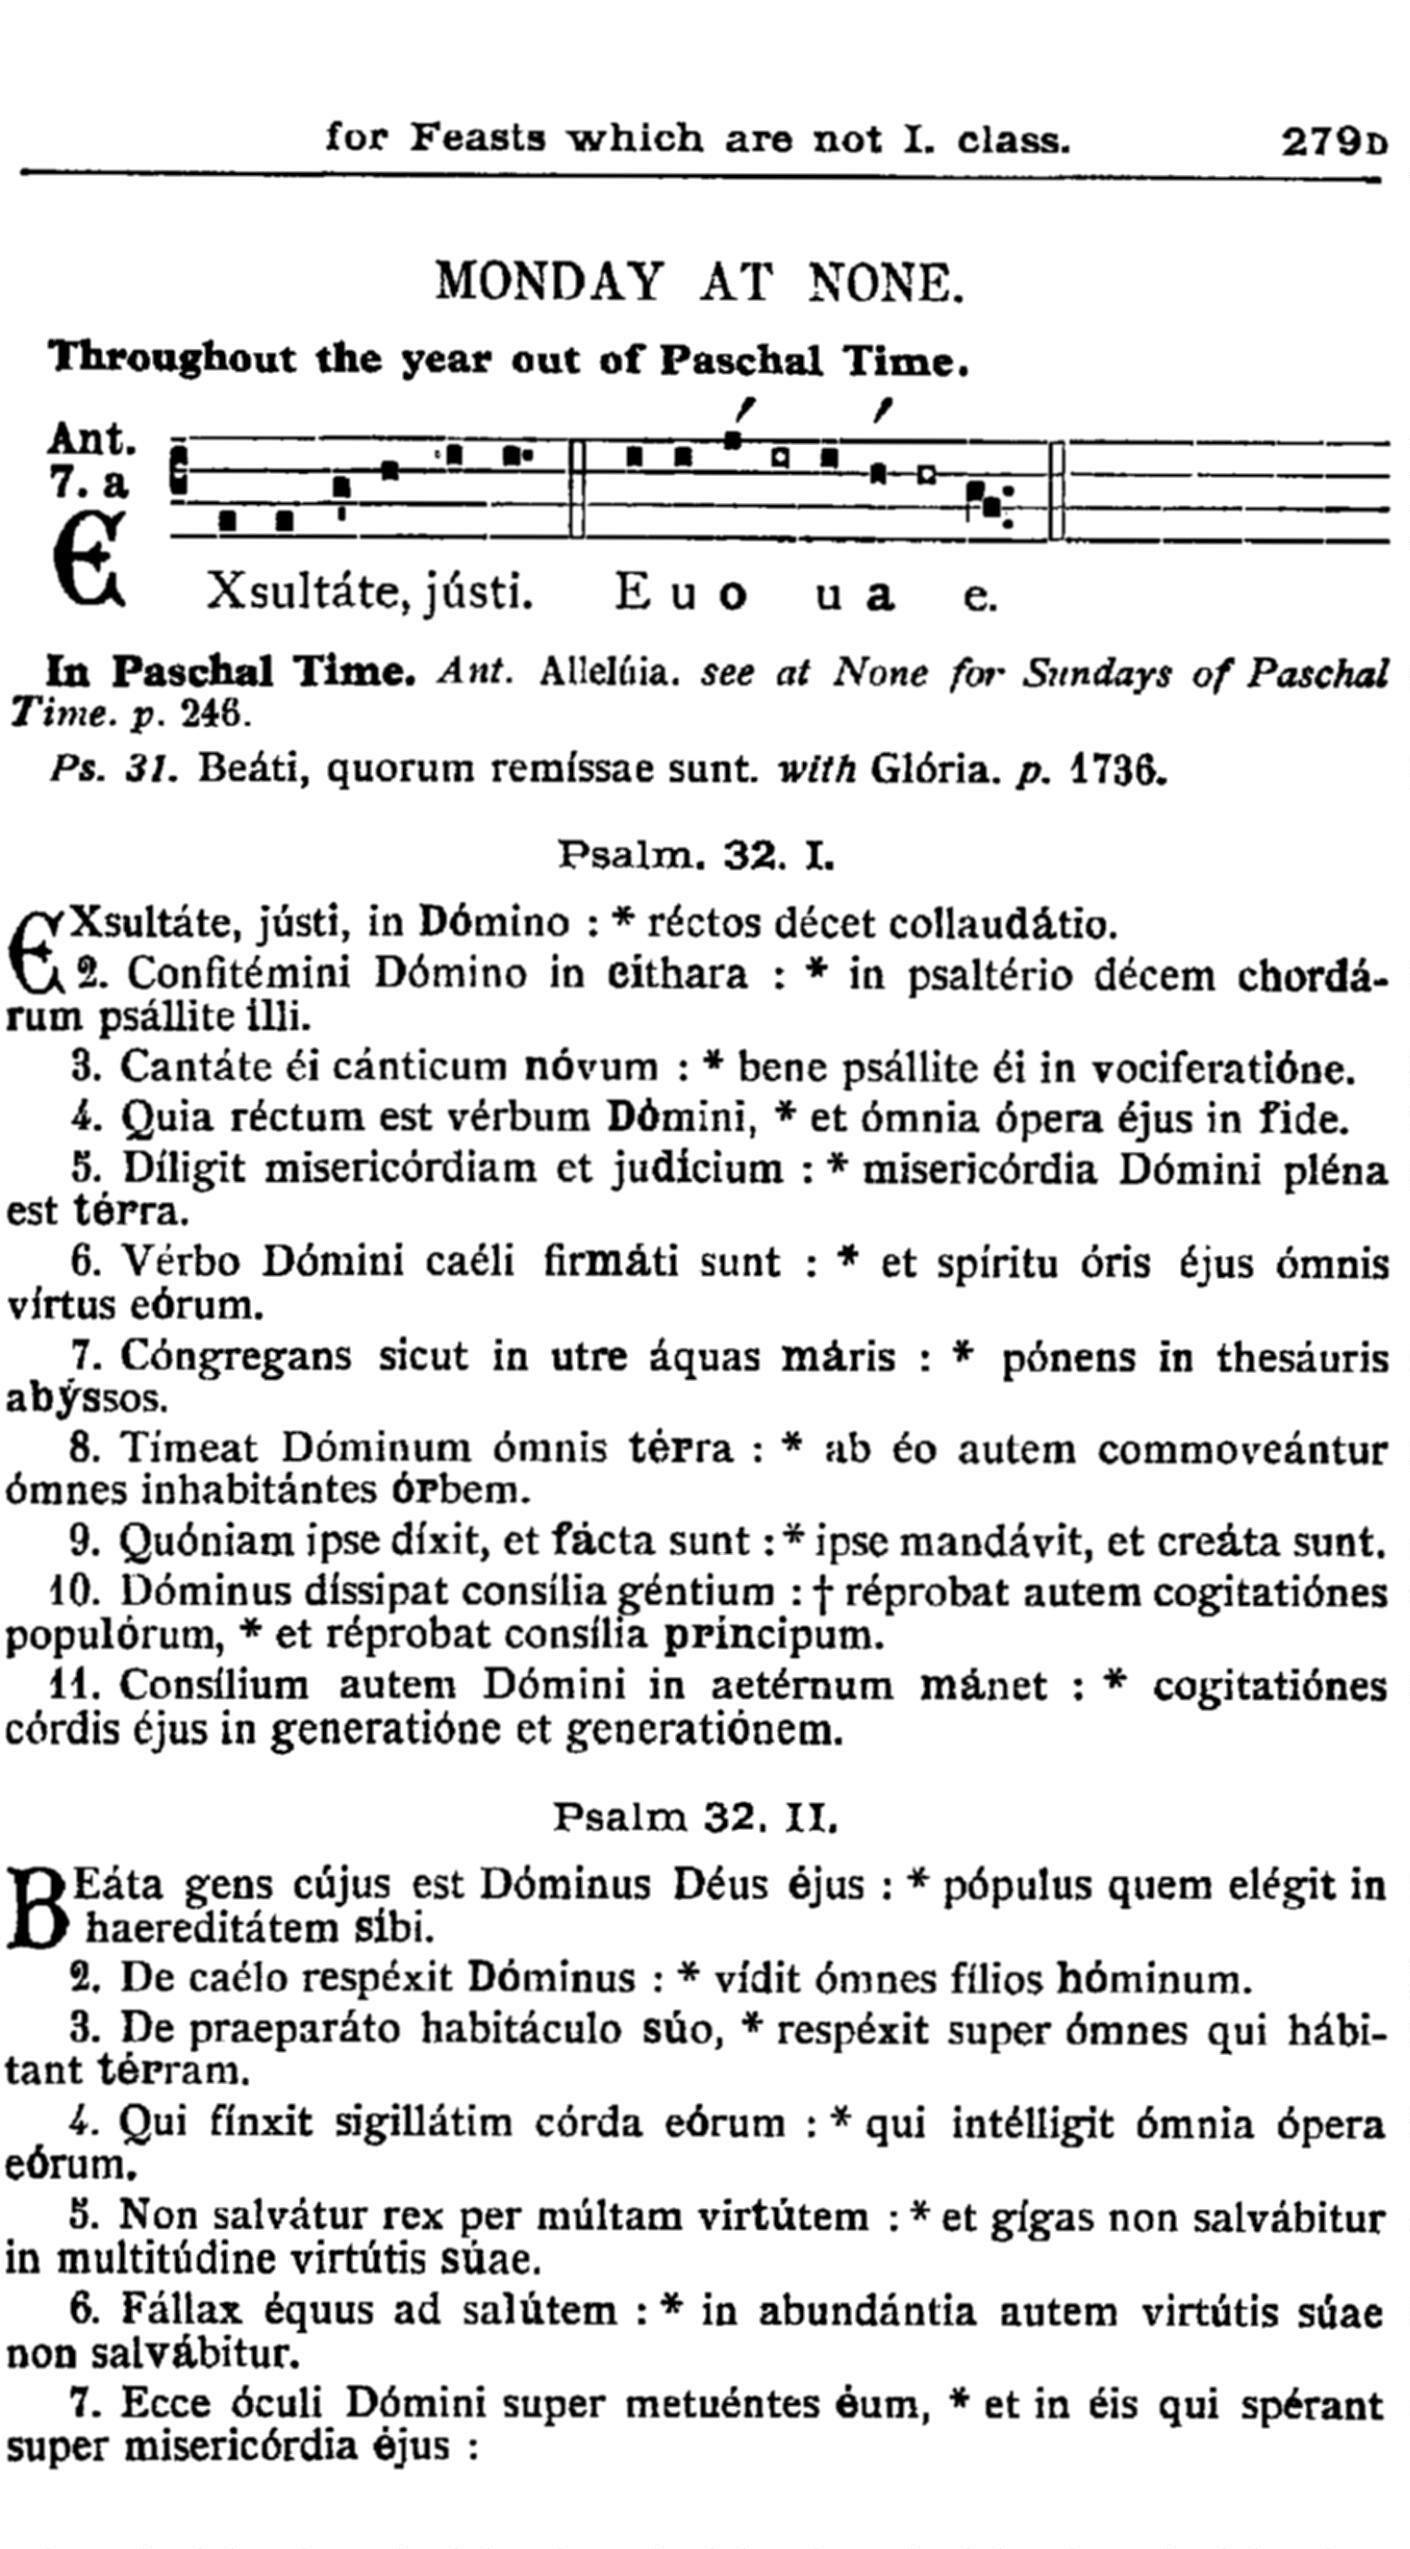 for Feasts which are not I. class. 279D
MONDAY AT NONE.
Throughout the year out of Paschal Time.
Ant.
7. a
EXsultáte, jústi. E u o u a e.
In Paschal Time. Ant. Allelúia. see at None for Sundays of Paschal
Time. p. 246.
Ps. 31. Beáti, quorum remíssae sunt. with Glória. p. 1736.
Psalm. 32. I.
EXsultáte, jústi, in Dómino : * réctos décet collaudátio.
2. Confitémini Dómino in cíthara : * in psaltério décem chordá-
rum psállite illi.
3. Cantáte éi cánticum nóvum : * bene psállite éi in vociferatióne.
4. Quia réctum est vérbum Dómini, * et ómnia ópera éjus in fide.
5. Díligit misericórdiam et judícium : * misericórdia Dómini pléna
est térra.
6. Vérbo Dómini caéli firmáti sunt : * et spíritu óris éjus ómnis
vírtus eórum.
7. Cóngregans sicut in utre áquas máris : * pónens in thesáuris
abýssos.
8. Tímeat Dóminum ómnis térra : * ab éo autem commoveántur
ómnes inhabitántes órbem.
9. Quóniam ipse díxit, et fácta sunt : * ipse mandávit, et creáta sunt.
10. Dóminus díssipat consília géntium : † réprobat autem cogitatiónes
populórum, * et réprobat consília príncipum.
11. Consílium autem Dómini in aetérnum mánet : * cogitatiónes
córdis éjus in generatióne et generatiónem.
Psalm 32. II.
BEáta gens cújus est Dóminus Déus éjus : * pópulus quem elégit in
haereditátem síbi.
2. De caélo respéxit Dóminus : * vídit ómnes fílios hóminum.
3. De praeparáto habitáculo súo, * respéxit super ómnes qui hábi-
tant térram.
4. Qui fínxit sigillátim córda eórum : * qui intélligit ómnia ópera
eórum.
5. Non salvátur rex per múltam virtútem : * et gígas non salvábitur
in multitúdine virtútis súae.
6. Fállax équus ad salútem : * in abundántia autem virtútis súae
non salvábitur.
7. Ecce óculi Dómini super metuéntes éum, * et in éis qui spérant
super misericórdia éjus :